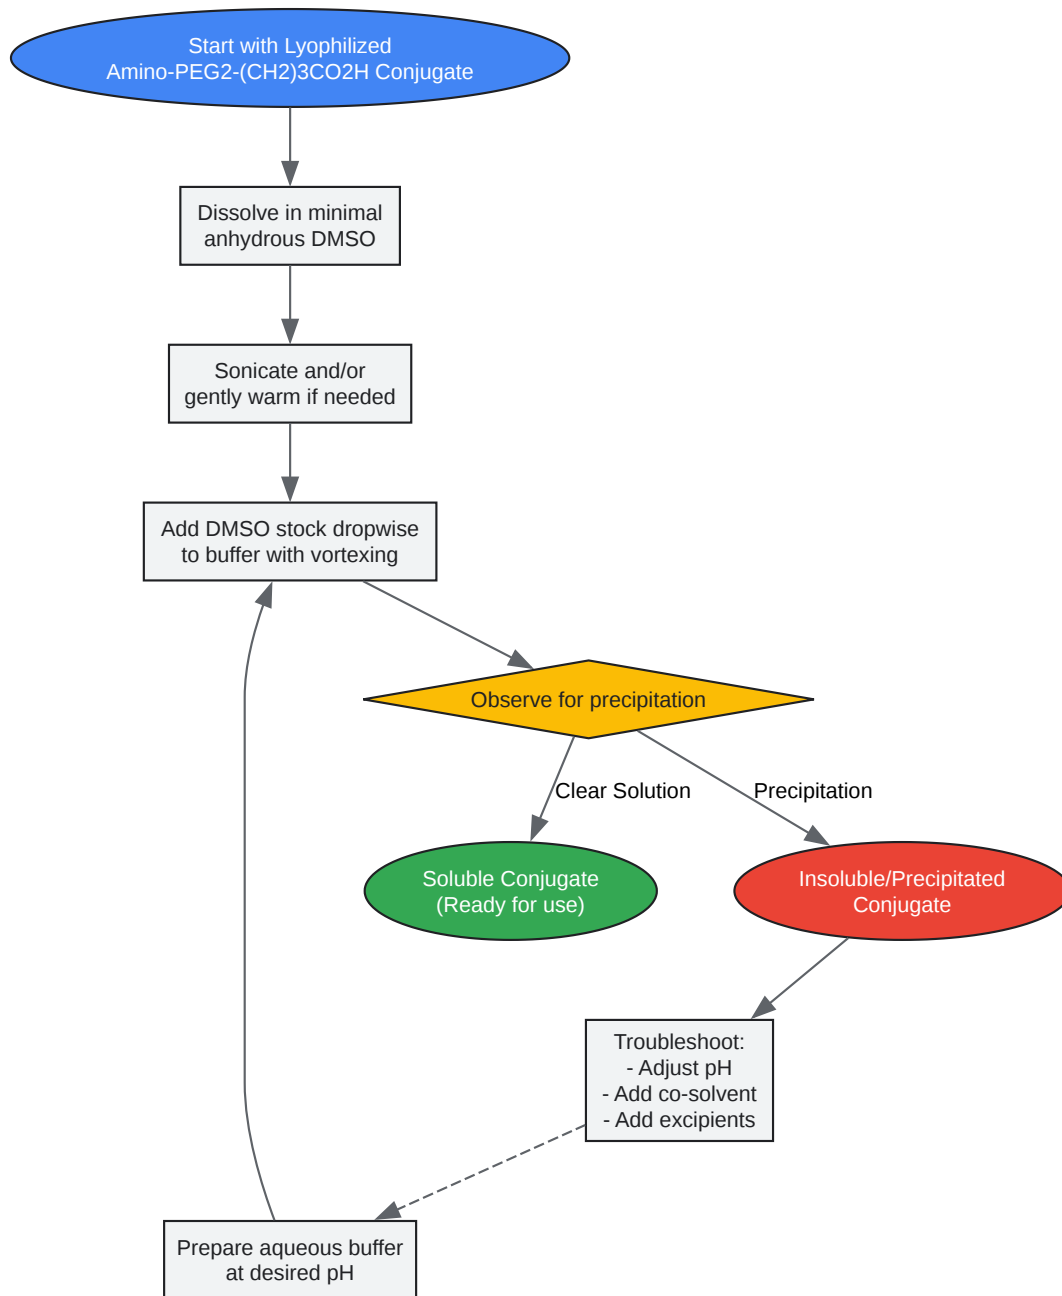 Start with Lyophilized
Amino-PEG2-(CH2)3CO2H Conjugate
Dissolve in minimal
anhydrous DMSO
Sonicate and/or
gently warm if needed
Add DMSO stock dropwise
to buffer with vortexing
Observe for precipitation
Clear Solution
Precipitation
Soluble Conjugate
(Ready for use)
Insoluble/Precipitated
Conjugate
Troubleshoot:
- Adjust pH
- Add co-solvent
- Add excipients
Prepare aqueous buffer
at desired pH